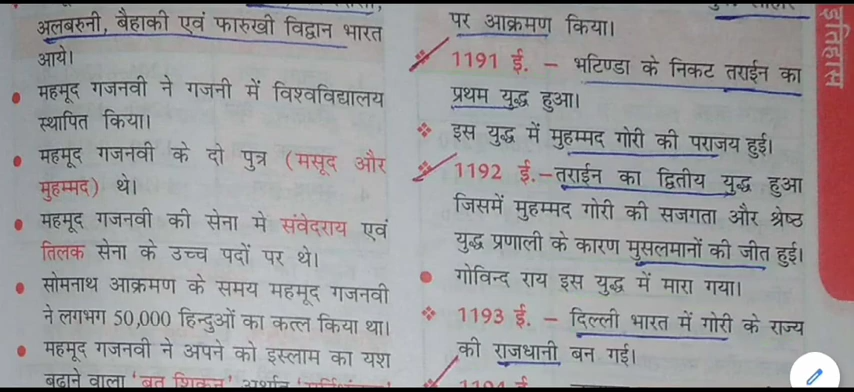 अलबरुनी, बैहाकी एवं फारुखी विद्वान भारत
आये।
महमूद गजनवी ने गजनी में विश्वविद्यालय
स्थापित किया।
महमूद गजनवी के दो पुत्र (मसूद और
मुहम्मद) थे।
महमूद गजनवी की सेना मे संवेदराय एवं
तिलक सेना के उच्च पदों पर थे।
सोमनाथ आक्रमण के समय महमूद गजनवी
ने लगभग 50,000 हिन्दुओं का कत्ल किया था।
महमूद गजनवी ने अपने को इस्लाम का यश
बढ़ाने वाला
पर आक्रमण किया।
1191 ई. – भटिण्डा के निकट तराईन का
प्रथम युद्ध हुआ।
इस युद्ध में मुहम्मद गोरी की पराजय हुई।
1192 ई.–तराईन का द्वितीय युद्ध हुआ
जिसमें मुहम्मद गोरी की सजगता और श्रेष्ठ
युद्ध प्रणाली के कारण मुसलमानों की जीत हुई।
गोविन्द राय इस युद्ध में मारा गया।
1193 ई. – दिल्ली भारत में गोरी के राज्य
की राजधानी बन गई।
इतिहास